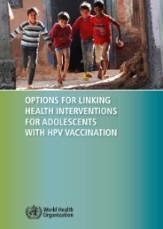 OPTIONS FOR LINKING
HEALTH INTERVENTIONS
FOR ADOLESCENTS
WITH HPV VACCINATION
World Health
Organization